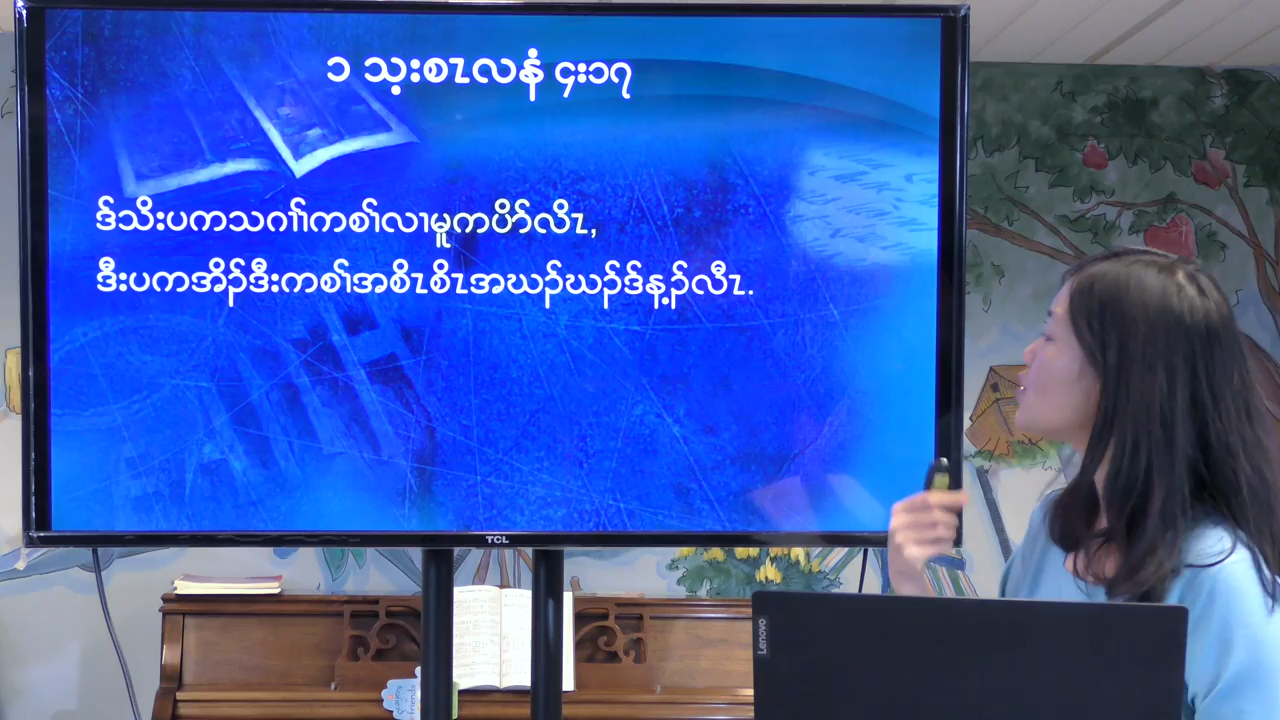 ၁ သ့းစၤလနံ ၄း၁၇
ဒ်သိးပကသဂၢၢ်ကစၢ်လၢမူကပိာ်လိၤ,
ဒီးပကအိၣ်ဒီးကစၢ်အစိၤစိၤအဃၣ်ဃၣ်ဒ်န့ၣ်လီၤ.
TCL
Lenovo
friends